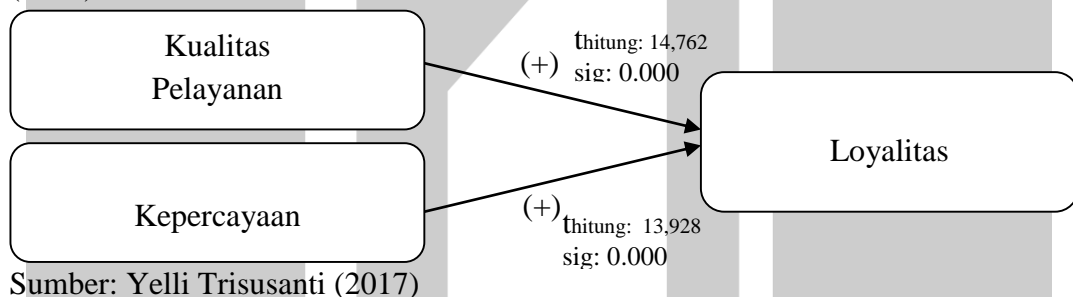 Kualitas
Pelayanan
(+)
thitung: 14,762
sig: 0.000
Loyalitas
Kepercayaan
(+)
thitung: 13,928
sig: 0.000
Sumber: Yelli Trisusanti (2017)